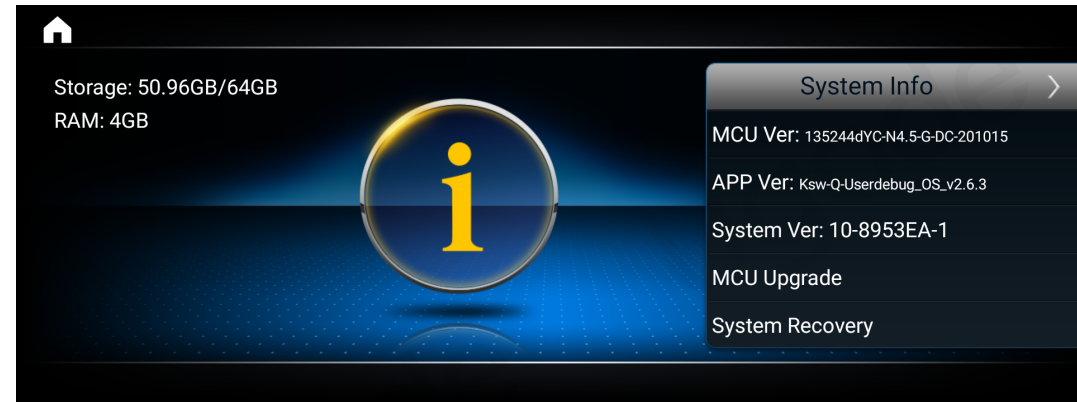 Storage: 50.96GB/64GB
RAM: 4GB
System Info
MCU Ver: 135244dYC-N4.5-G-DC-201015
APP Ver: Ksw-Q-Userdebug_OS_v2.6.3
System Ver: 10-8953EA-1
MCU Upgrade
System Recovery